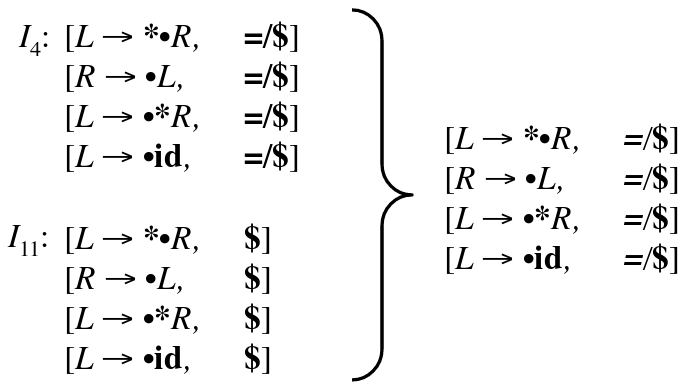 I4: [L → *•R, =/$]
[R → •L, =/$]
[L → •*R, =/$]
[L → •id, =/$]
I11: [L → *•R, $]
[R → •L, $]
[L → •*R, $]
[L → •id, $]
[L → *•R, =/$]
[R → •L, =/$]
[L → •*R, =/$]
[L → •id, =/$]